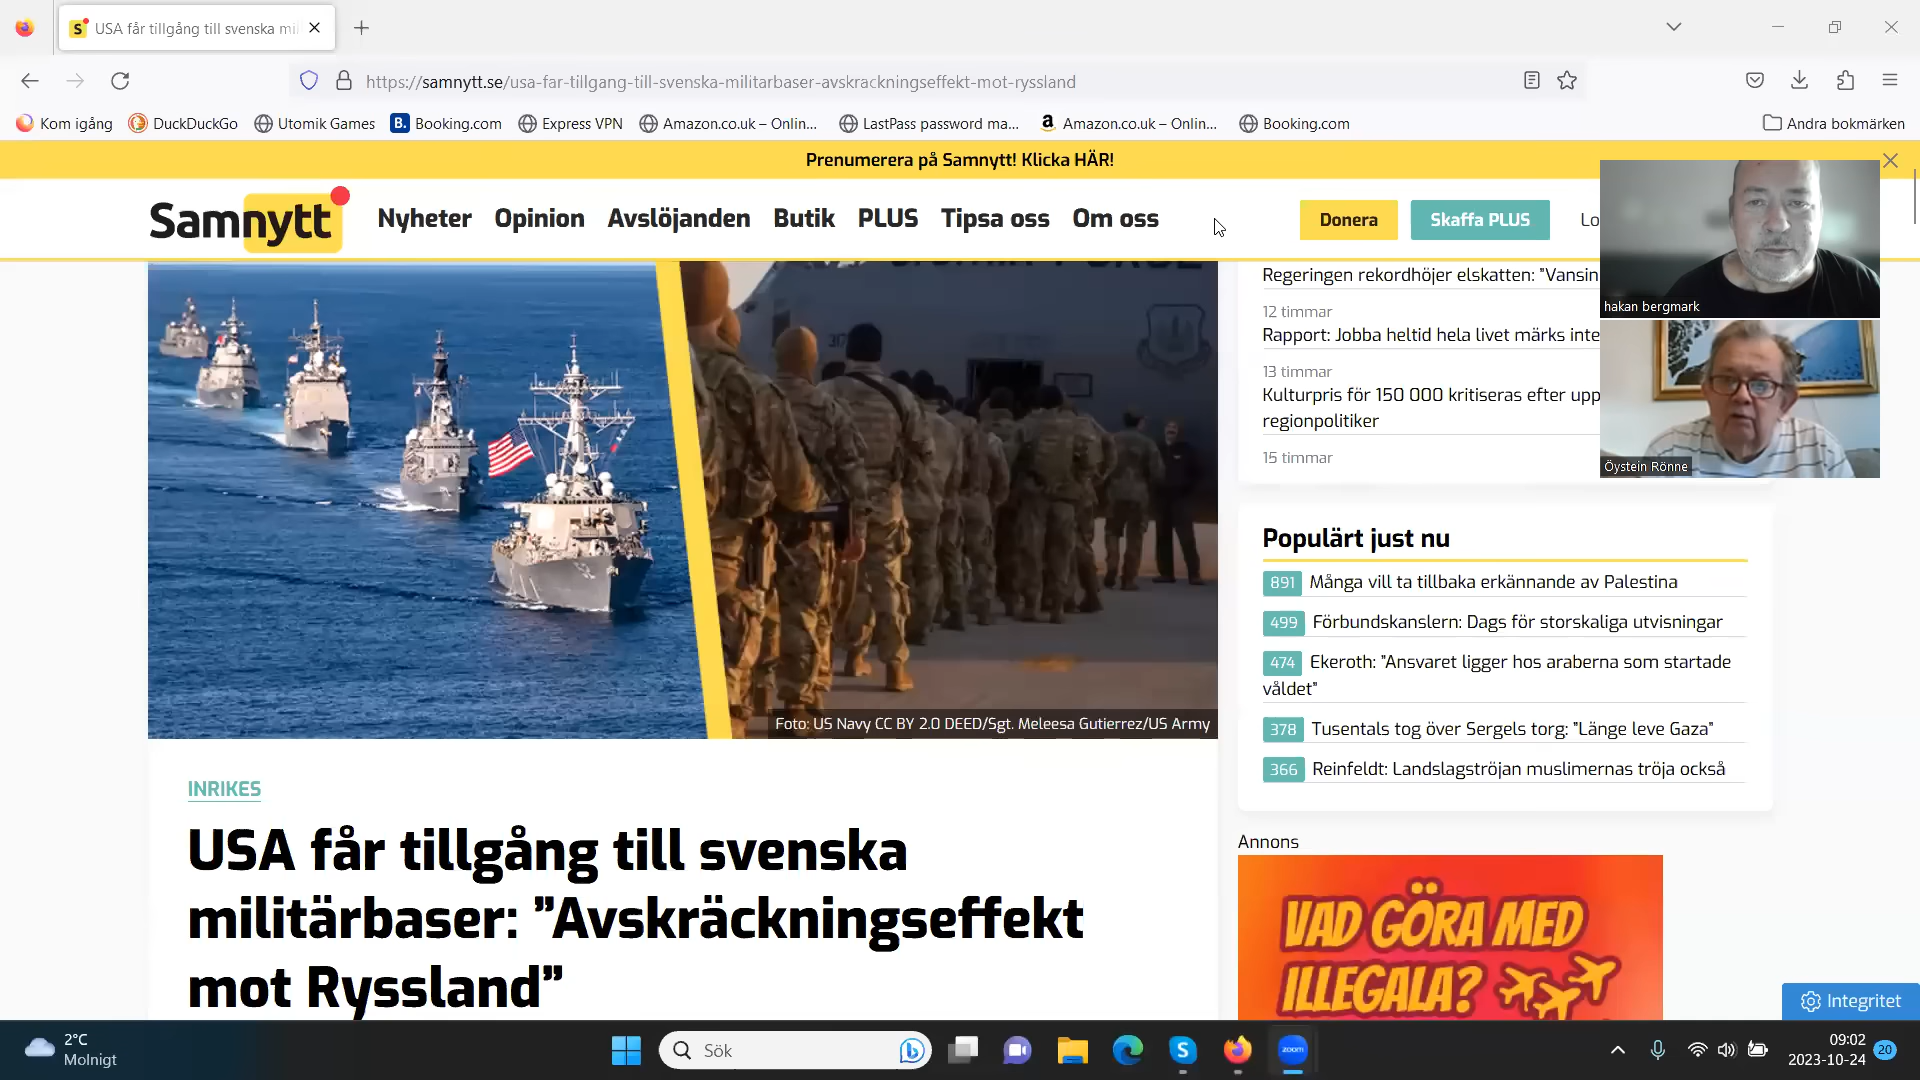 USA får tillgång till svenska mil
https://samnytt.se/usa-far-tillgang-till-svenska-militarbaser-avskrackningseffekt-mot-ryssland
Kom igång
DuckDuckGo
Utomik Games
Booking.com
Express VPN
Amazon.co.uk – Onlin...
LastPass password ma...
Amazon.co.uk – Onlin...
Booking.com
Andra bokmärken
Prenumerera på Samnytt! Klicka HÄR!
Samnytt
Nyheter
Opinion
Avslöjanden
Butik
PLUS
Tipsa oss
Om oss
Donera
Skaffa PLUS
Lo
hakan bergmark
Öystein Rönne
Regeringen rekordhöjer elskatten: "Vansin
12 timmar
Rapport: Jobba heltid hela livet märks inte
13 timmar
Kulturpris för 150 000 kritiseras efter upp
regionpolitiker
15 timmar
Foto: US Navy CC BY 2.0 DEED/Sgt. Meleesa Gutierrez/US Army
INRIKES
USA får tillgång till svenska
militärbaser: ”Avskräckningseffekt
mot Ryssland”
Populärt just nu
891 Många vill ta tillbaka erkännande av Palestina
499 Förbundskanslern: Dags för storskaliga utvisningar
474 Ekeroth: "Ansvaret ligger hos araberna som startade
våldet"
378 Tusentals tog över Sergels torg: "Länge leve Gaza"
366 Reinfeldt: Landslagströjan muslimernas tröja också
Annons
VAD GÖRA MED
ILLEGALA?
Integritet
2°C
Molnigt
Sök
zoom
09:02
2023-10-24
20